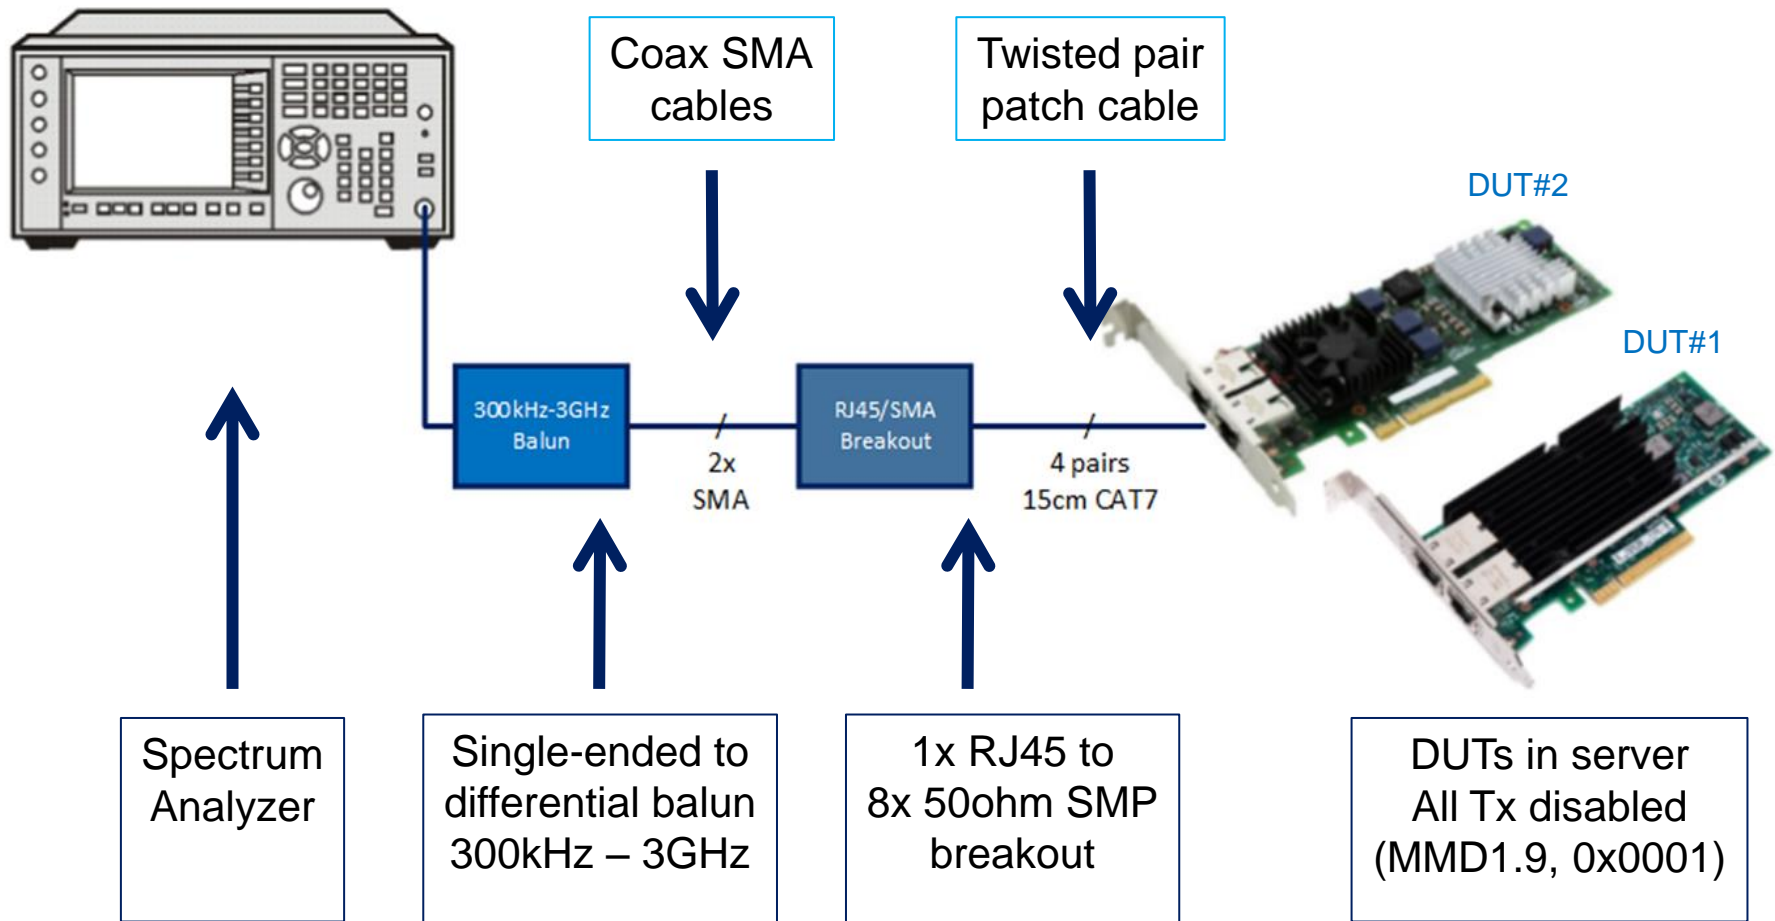 Coax SMA
cables
Twisted pair
patch cable
DUT#2
DUT#1
300kHz-3GHz
Balun
2x
SMA
RJ45/SMA
Breakout
4 pairs
15cm CAT7
Spectrum
Analyzer
Single-ended to
differential balun
300kHz – 3GHz
1x RJ45 to
8x 50ohm SMP
breakout
DUTs in server
All Tx disabled
(MMD1.9, 0x0001)